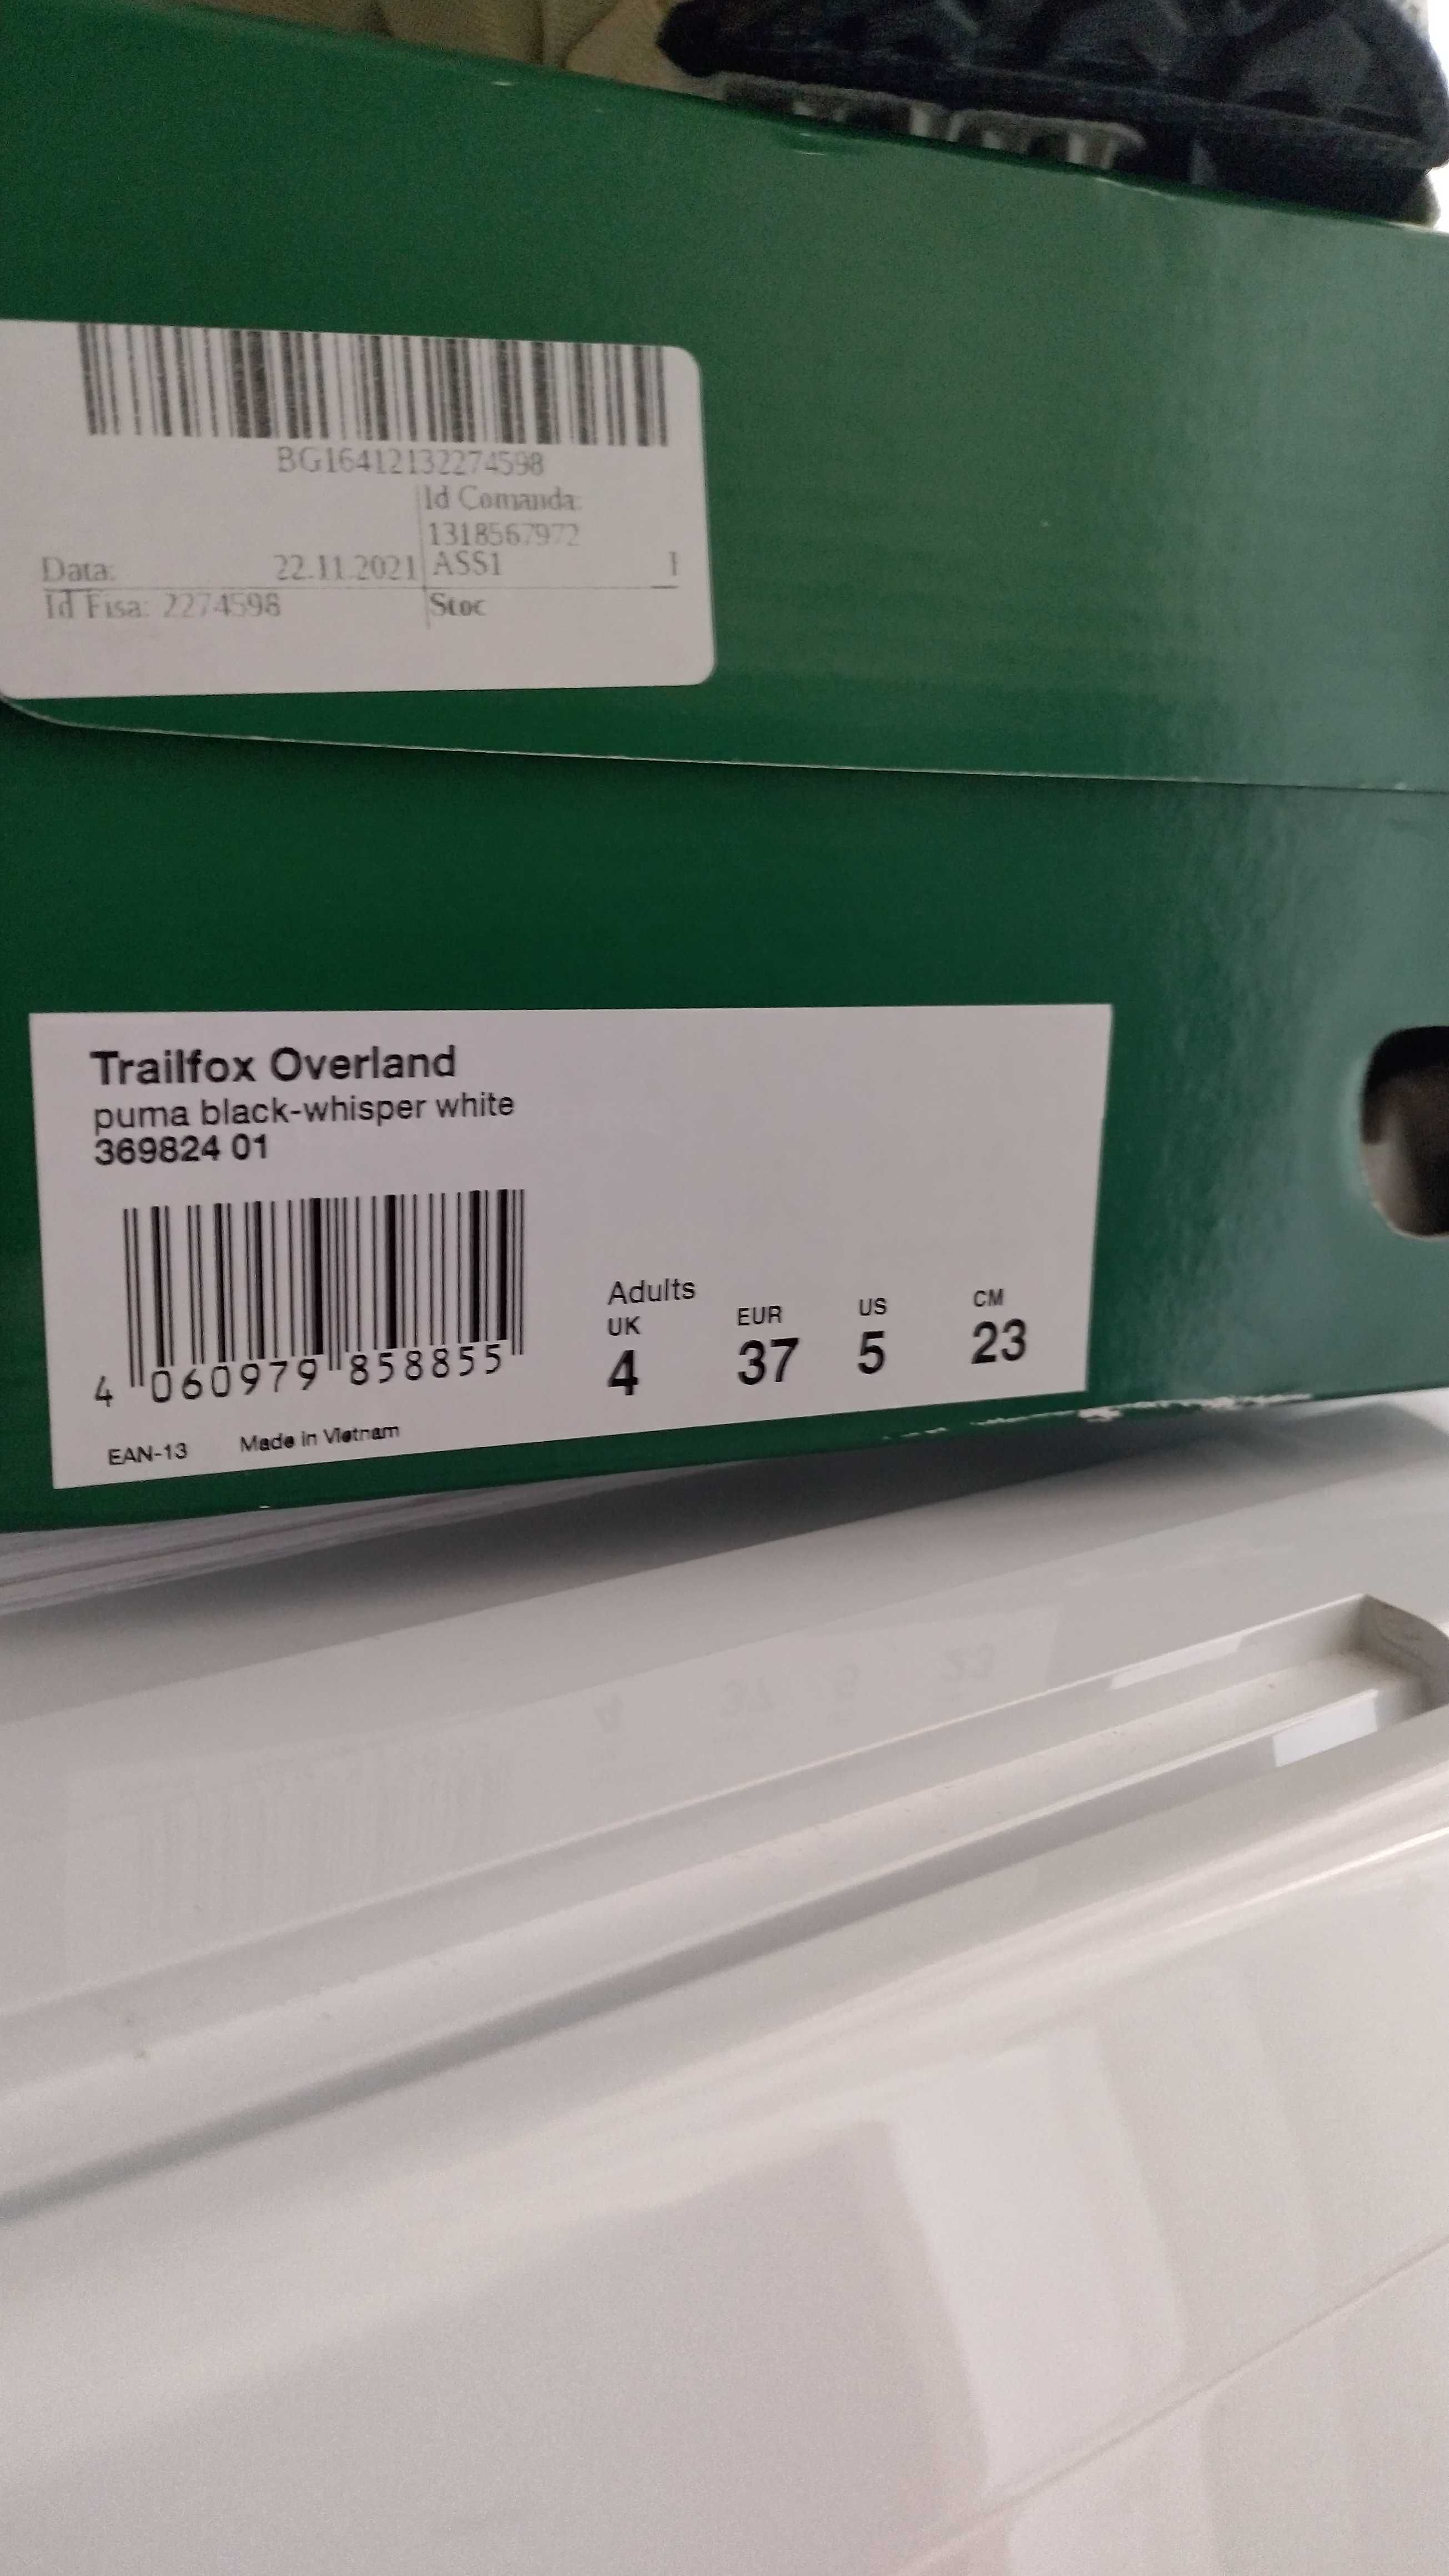 BG16412132274598
Id Comanda:
1318567972
Data: 22.11.2021 ASS1 1
Id Fisa: 2274598 Stoc
Trailfox Overland
puma black-whisper white
369824 01
4 060979 858855
EAN-13 Made in Vietnam
Adults
UK EUR US CM
4 37 5 23